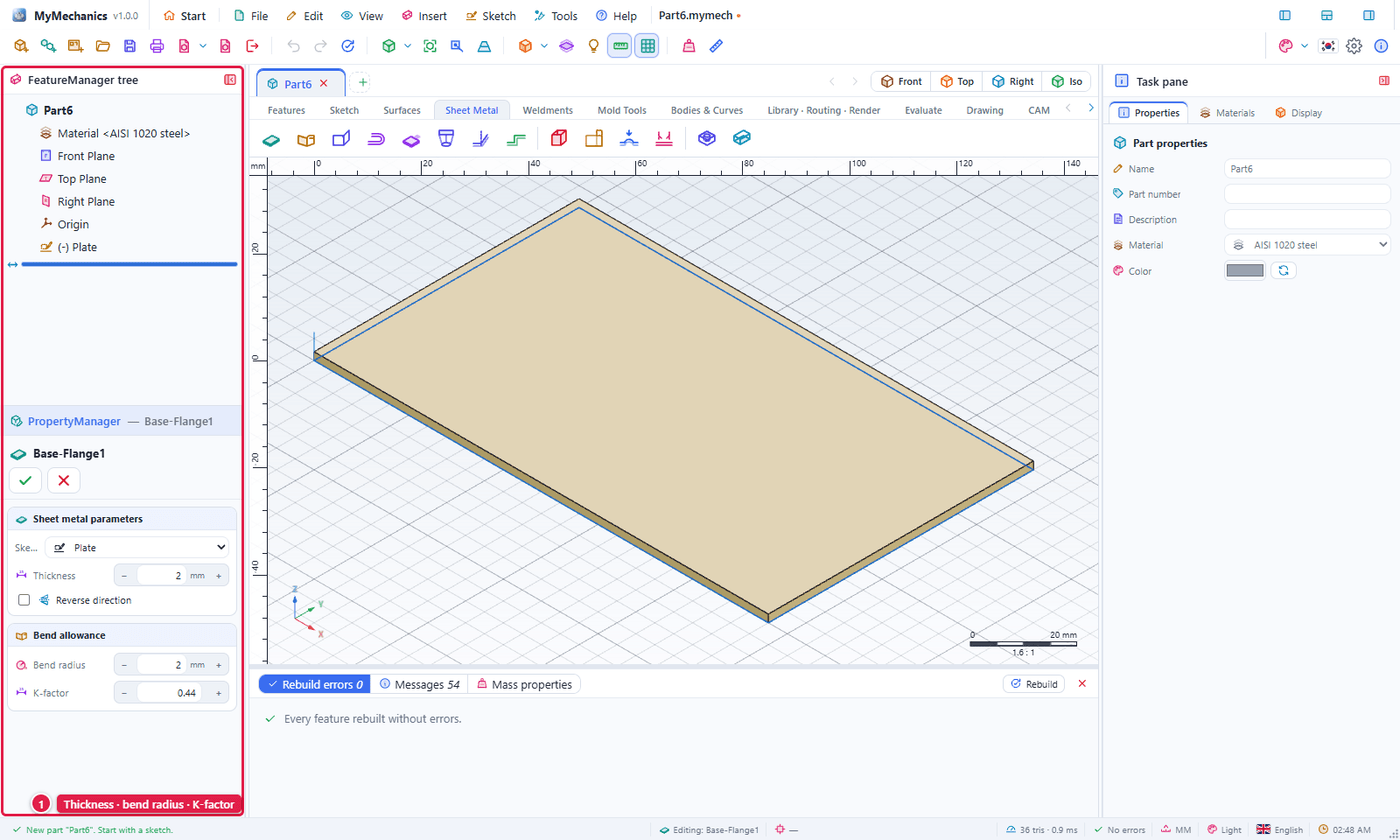 MyMechanics v1.0.0 Start File Edit View Insert Sketch Tools Help Part6.mymech •
FeatureManager tree
Part6
Material <AISI 1020 steel>
Front Plane
Top Plane
Right Plane
Origin
(-) Plate
PropertyManager — Base-Flange1
Base-Flange1
Sheet metal parameters
Ske... Plate
Thickness − 2 mm +
Reverse direction
Bend allowance
Bend radius − 2 mm +
K-factor − 0.44 +
1 Thickness · bend radius · K-factor
Part6
Front Top Right Iso
Features Sketch Surfaces Sheet Metal Weldments Mold Tools Bodies & Curves Library · Routing · Render Evaluate Drawing CAM
mm 0 20 40 60 80 100 120 140
20
0
-20
-40
Z
Y
X
0 20 mm
1.6 : 1
Rebuild errors 0 Messages 54 Mass properties Rebuild
Every feature rebuilt without errors.
Task pane
Properties Materials Display
Part properties
Name Part6
Part number
Description
Material AISI 1020 steel
Color
New part "Part6". Start with a sketch. Editing: Base-Flange1 — 36 tris · 0.9 ms No errors MM Light English 02:48 AM